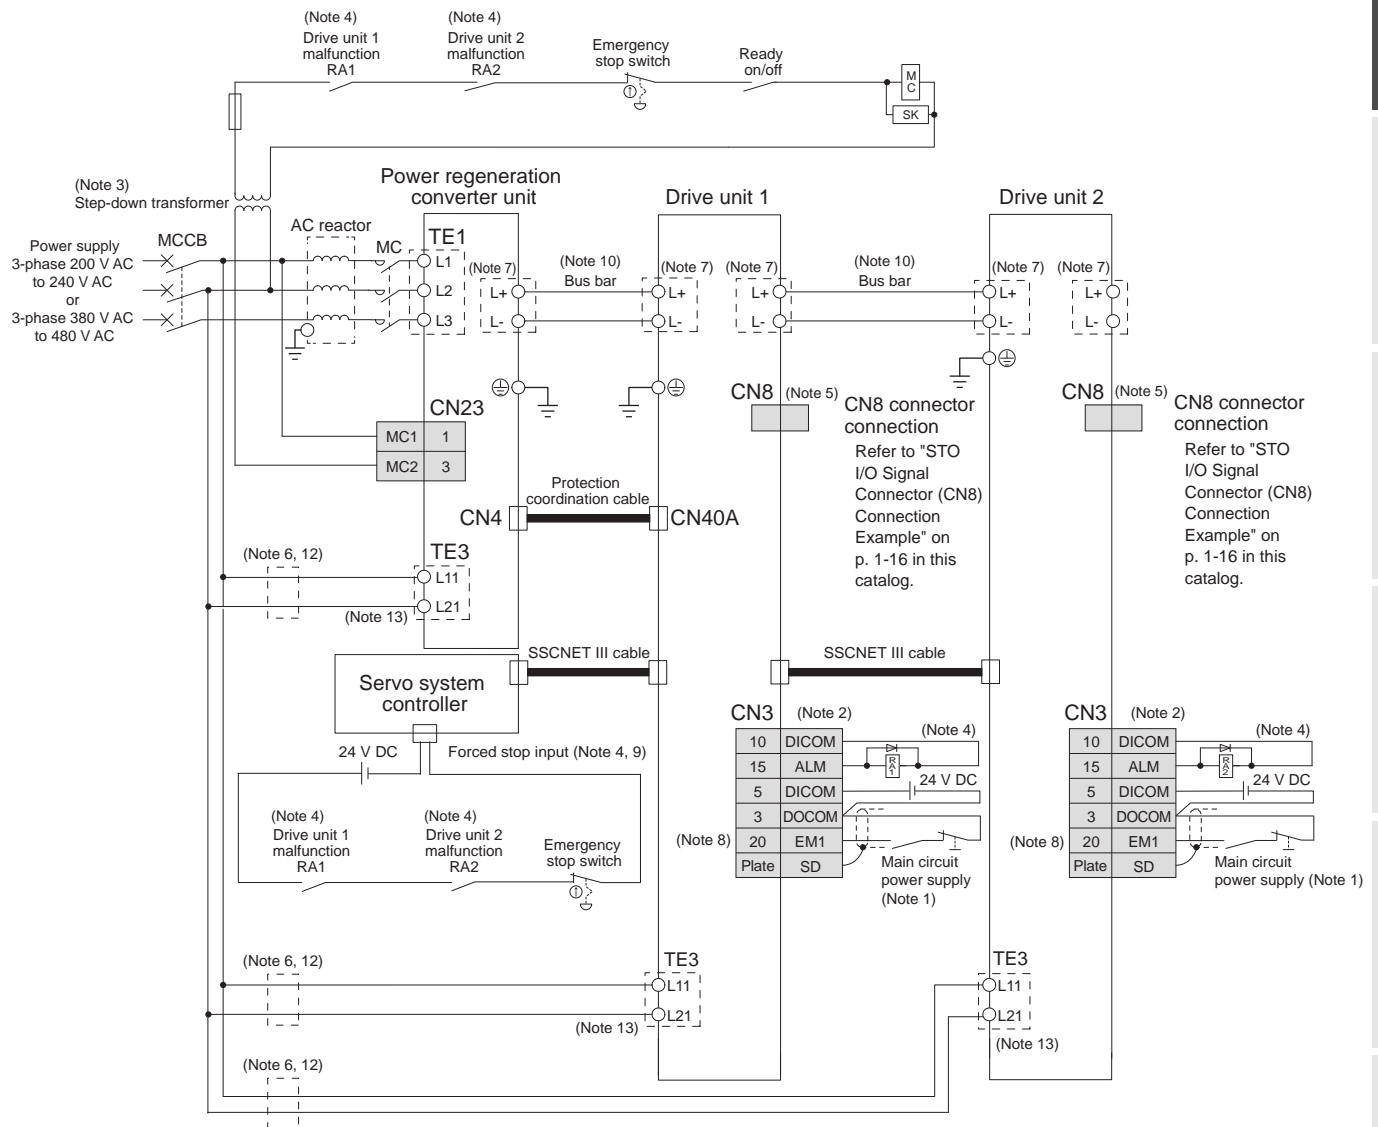 (Note 4)
Drive unit 1
malfunction
RA1
(Note 4)
Drive unit 2
malfunction
RA2
Emergency
stop switch
Ready
on/off
MC
SK
(Note 3)
Step-down transformer
Power regeneration
converter unit
Drive unit 1
Drive unit 2
Power supply
3-phase 200 V AC
to 240 V AC
or
3-phase 380 V AC
to 480 V AC
MCCB
AC reactor
MC
TE1
L1
L2
L3
(Note 7)
L+
L-
(Note 10)
Bus bar
(Note 7)
L+
L-
(Note 7)
L+
L-
(Note 10)
Bus bar
(Note 7)
L+
L-
(Note 7)
L+
L-
CN23
MC1 1
MC2 3
CN8 (Note 5)
CN8 connector
connection
Refer to "STO
I/O Signal
Connector (CN8)
Connection
Example" on
p. 1-16 in this
catalog.
CN8 (Note 5)
CN8 connector
connection
Refer to "STO
I/O Signal
Connector (CN8)
Connection
Example" on
p. 1-16 in this
catalog.
Protection
coordination cable
CN4
CN40A
(Note 6, 12)
TE3
L11
L21
(Note 13)
SSCNET III cable
SSCNET III cable
Servo system
controller
24 V DC
Forced stop input (Note 4, 9)
(Note 4)
Drive unit 1
malfunction
RA1
(Note 4)
Drive unit 2
malfunction
RA2
Emergency
stop switch
CN3 (Note 2)
10 DICOM
15 ALM
5 DICOM
3 DOCOM
(Note 8) 20 EM1
Plate SD
(Note 4)
RA1
24 V DC
Main circuit
power supply
(Note 1)
CN3 (Note 2)
10 DICOM
15 ALM
5 DICOM
3 DOCOM
(Note 8) 20 EM1
Plate SD
(Note 4)
RA2
24 V DC
Main circuit
power supply (Note 1)
(Note 6, 12)
TE3
L11
L21
(Note 13)
TE3
L11
L21
(Note 13)
(Note 6, 12)